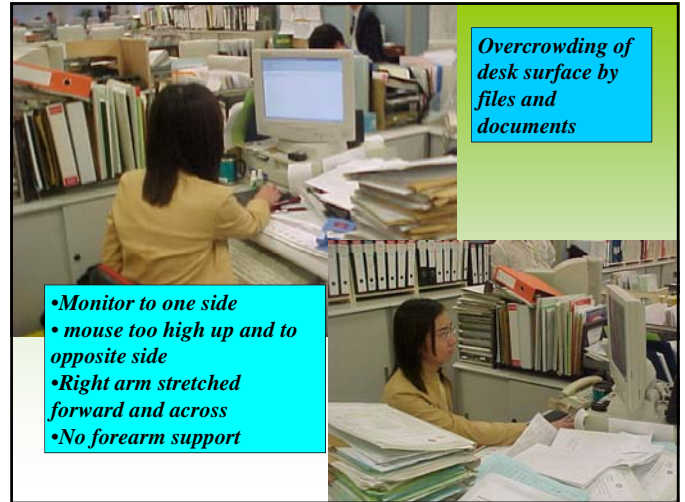 Overcrowding of
desk surface by
files and
documents
•Monitor to one side
• mouse too high up and to
opposite side
•Right arm stretched
forward and across
•No forearm support